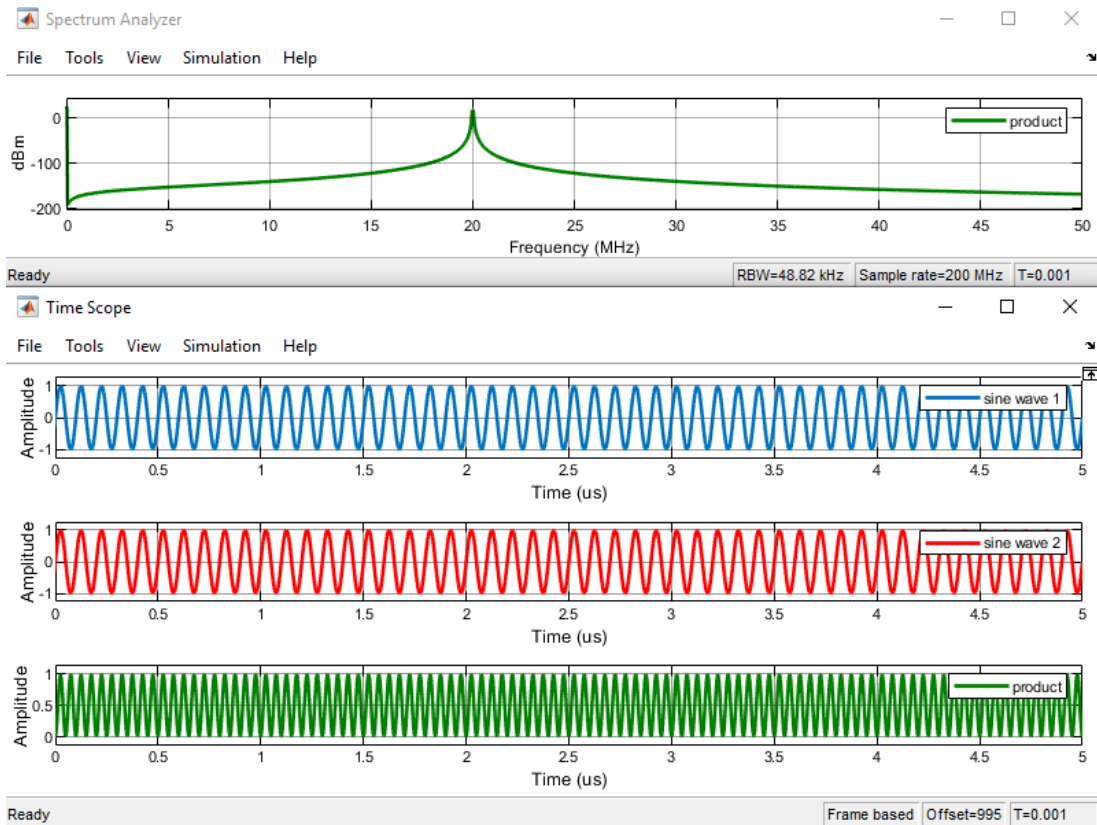 Spectrum Analyzer
File Tools View Simulation Help
0
-100
-200
dBm
product
0 5 10 15 20 25 30 35 40 45 50
Frequency (MHz)
Ready RBW=48.82 kHz Sample rate=200 MHz T=0.001
Time Scope
File Tools View Simulation Help
1
0
-1
Amplitude
sine wave 1
0 0.5 1 1.5 2 2.5 3 3.5 4 4.5 5
Time (us)
1
0
-1
Amplitude
sine wave 2
0 0.5 1 1.5 2 2.5 3 3.5 4 4.5 5
Time (us)
1
0.5
0
Amplitude
product
0 0.5 1 1.5 2 2.5 3 3.5 4 4.5 5
Time (us)
Ready Frame based Offset=995 T=0.001